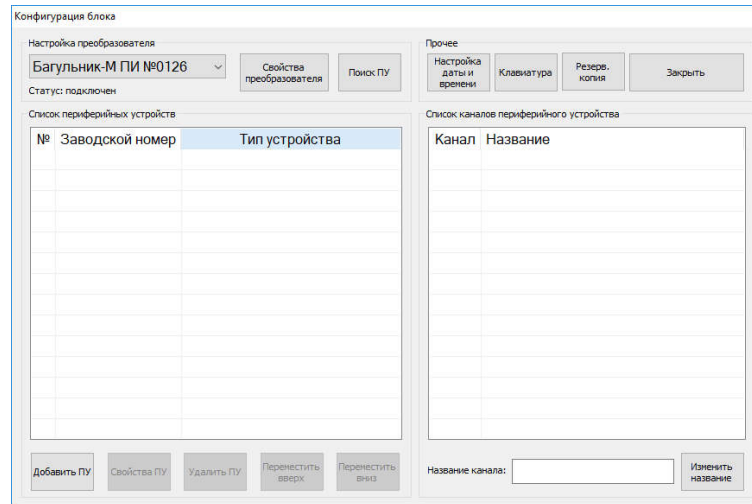 Конфигурация блока
Настройка преобразователя
Багульник-М ПИ №0126
Свойства
преобразователя
Поиск ПУ
Статус: подключен
Прочее
Настройка
даты и
времени
Клавиатура
Резерв.
копия
Закрыть
Список периферийных устройств
№ Заводской номер Тип устройства
Список каналов периферийного устройства
Канал Название
Добавить ПУ
Свойства ПУ
Удалить ПУ
Переместить
вверх
Переместить
вниз
Название канала:
Изменить
название